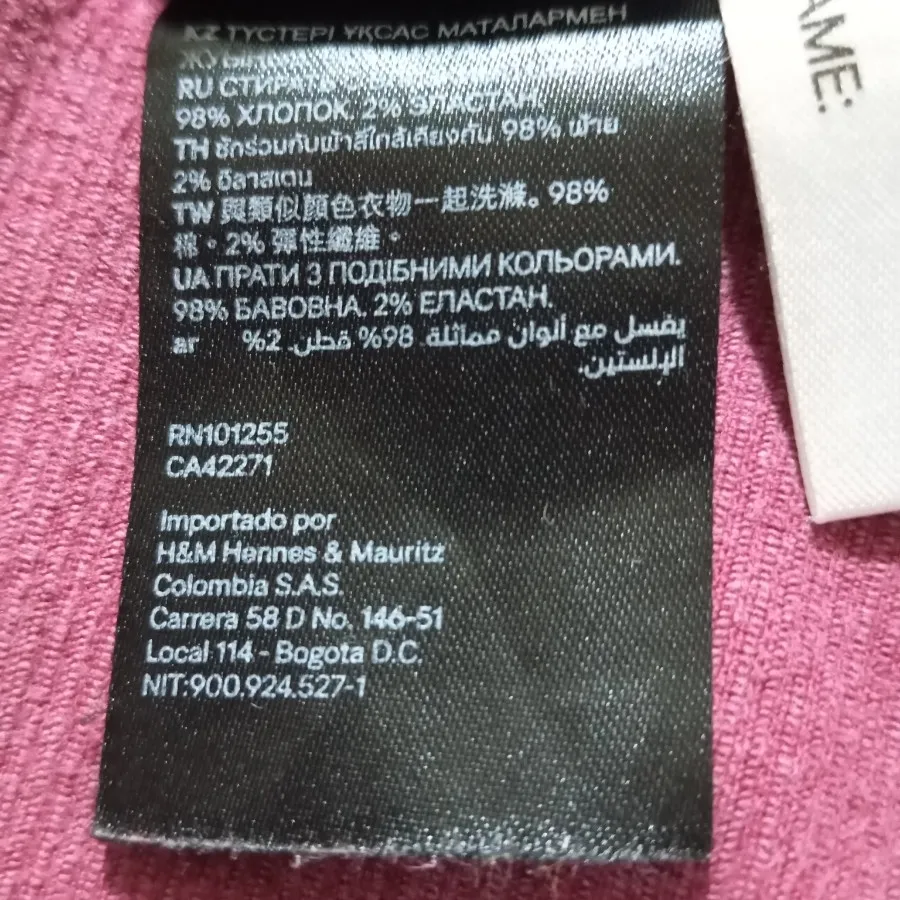 KZ ТҮСТЕРІ ҰҚСАС МАТАЛАРМЕН
RU СТИРАТЬ
98% ХЛОПОК. 2% ЭЛАСТАН.
TH ซักร่วมกับผ้าสีใกล้เคียงกัน 98% ฝ้าย
2% อีลาสเตน
TW 與類似顏色衣物一起洗滌。98%
棉。2% 彈性纖維。
UA ПРАТИ З ПОДІБНИМИ КОЛЬОРАМИ.
98% БАВОВНА. 2% ЕЛАСТАН.
ar يغسل مع ألوان مماثلة. 98% قطن. 2%
الإلستين.
RN101255
CA42271
Importado por
H&M Hennes & Mauritz
Colombia S.A.S.
Carrera 58 D No. 146-51
Local 114 - Bogota D.C.
NIT:900.924.527-1
AME: